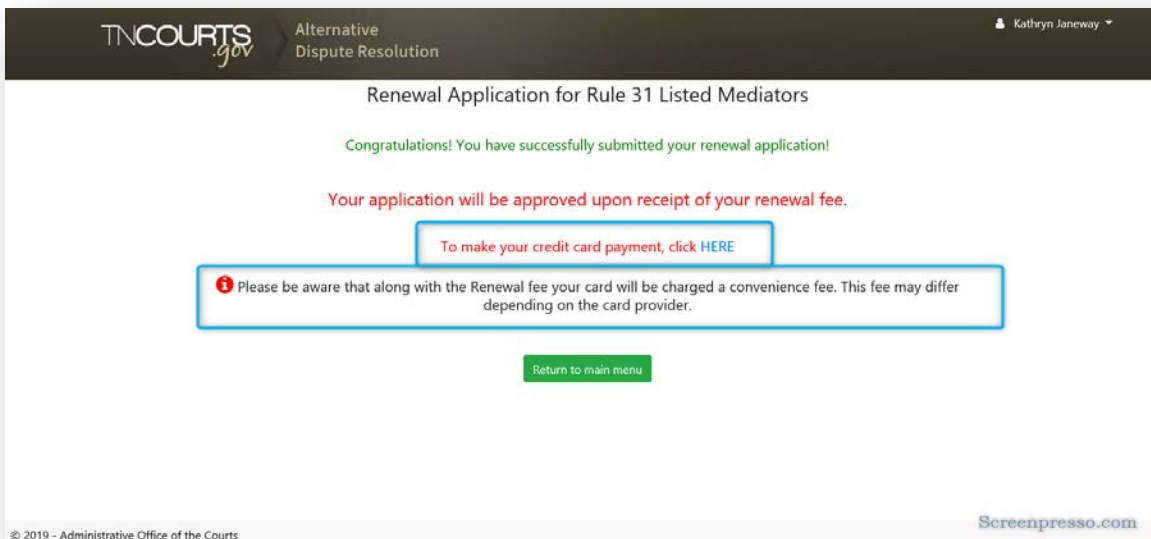 TNCOURTS
.gov
Alternative
Dispute Resolution
Kathryn Janeway
Renewal Application for Rule 31 Listed Mediators
Congratulations! You have successfully submitted your renewal application!
Your application will be approved upon receipt of your renewal fee.
To make your credit card payment, click HERE
Please be aware that along with the Renewal fee your card will be charged a convenience fee. This fee may differ
depending on the card provider.
Return to main menu
Screenpresso.com
© 2019 - Administrative Office of the Courts